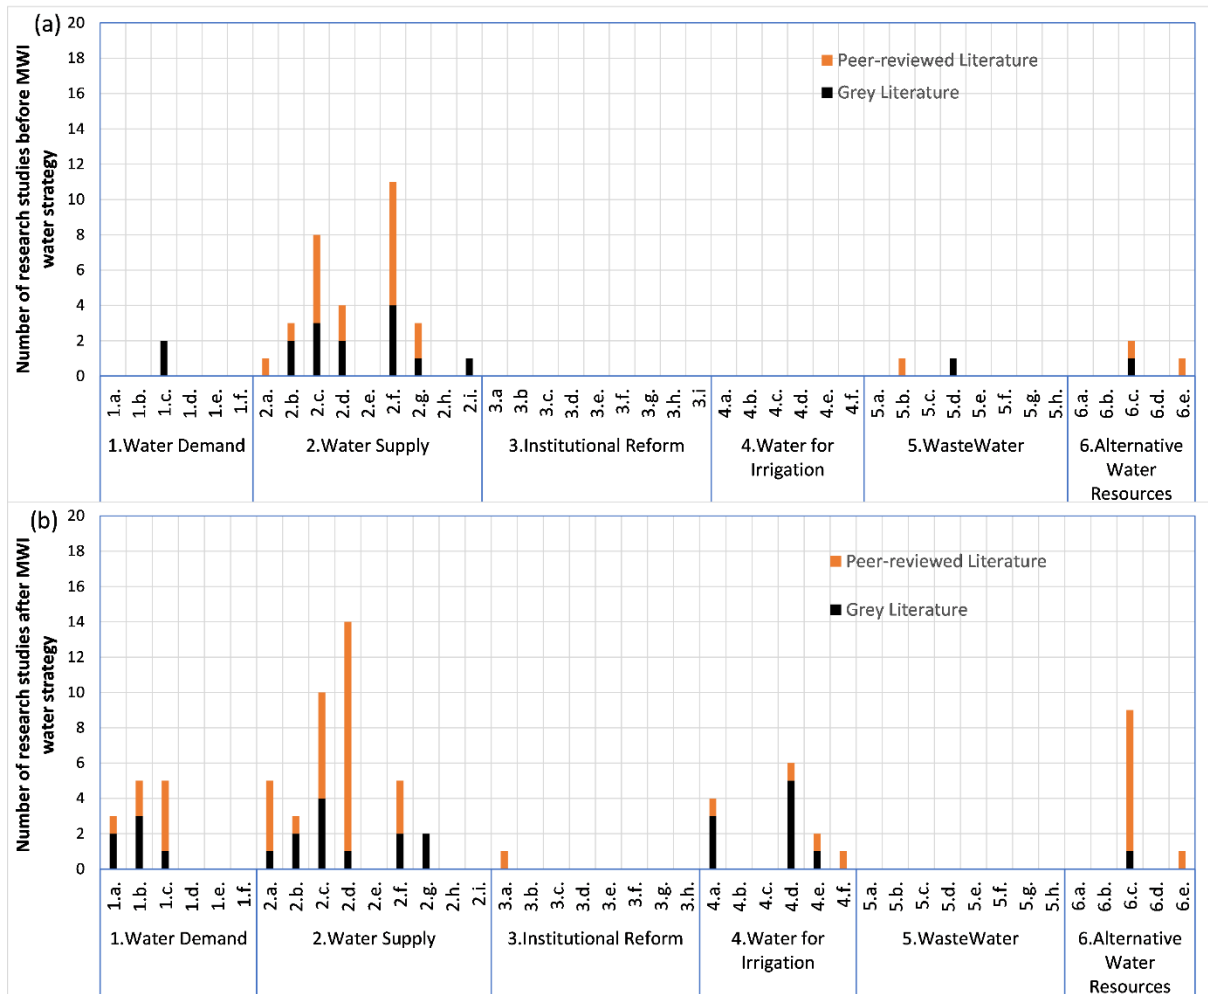 (a)
Number of research studies before MWI
water strategy
20
18
16
14
12
10
8
6
4
2
0
Peer-reviewed Literature
Grey Literature
1.a. 1.b. 1.c. 1.d. 1.e. 1.f. 2.a. 2.b. 2.c. 2.d. 2.e. 2.f. 2.g. 2.h. 2.i. 3.a 3.b 3.c. 3.d. 3.e. 3.f. 3.g. 3.h. 3.i 4.a. 4.b. 4.c. 4.d. 4.e. 4.f. 5.a. 5.b. 5.c. 5.d. 5.e. 5.f. 5.g. 5.h. 6.a. 6.b. 6.c. 6.d. 6.e.
1.Water Demand 2.Water Supply 3.Institutional Reform 4.Water for 5.WasteWater 6.Alternative
Irrigation Water
Resources
(b)
Number of research studies after MWI
water strategy
20
18
16
14
12
10
8
6
4
2
0
Peer-reviewed Literature
Grey Literature
1.a. 1.b. 1.c. 1.d. 1.e. 1.f. 2.a. 2.b. 2.c. 2.d. 2.e. 2.f. 2.g. 2.h. 2.i. 3.a. 3.b. 3.c. 3.d. 3.e. 3.f. 3.g. 3.h 4.a. 4.b. 4.c. 4.d. 4.e. 4.f. 5.a. 5.b. 5.c. 5.d. 5.e. 5.f. 5.g. 5.h 6.a. 6.b. 6.c. 6.d. 6.e.
1.Water Demand 2.Water Supply 3.Institutional Reform 4.Water for 5.WasteWater 6.Alternative
Irrigation Water
Resources